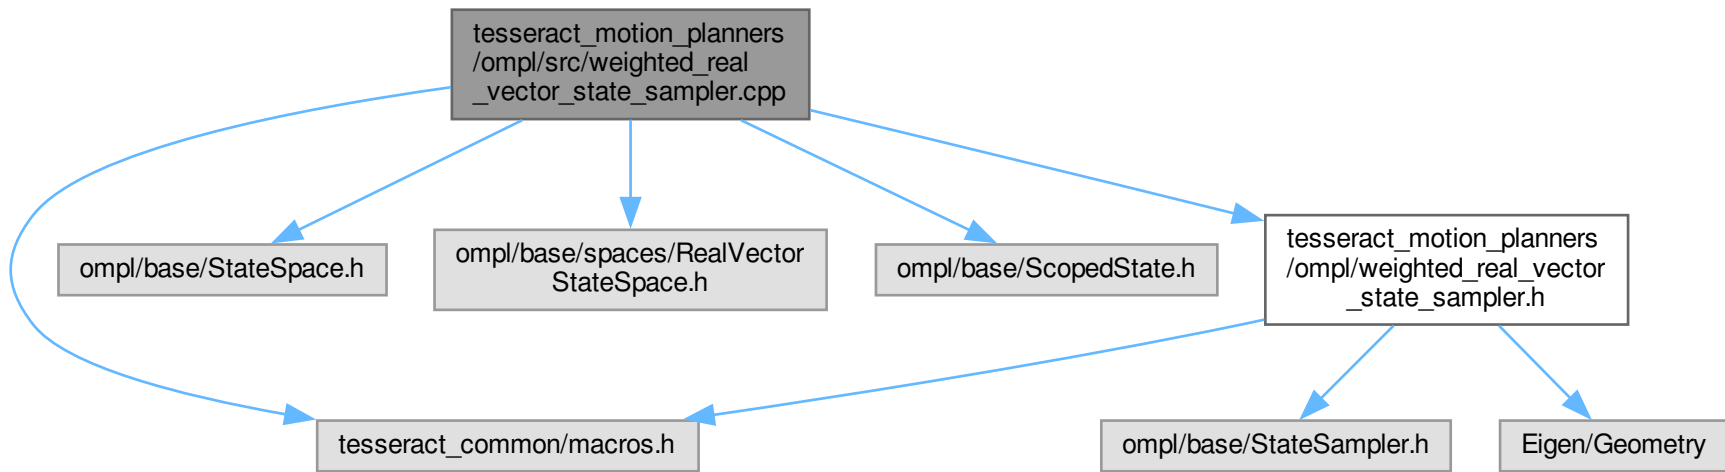 tesseract_motion_planners
/ompl/src/weighted_real
_vector_state_sampler.cpp
ompl/base/StateSpace.h
ompl/base/spaces/RealVector
StateSpace.h
ompl/base/ScopedState.h
tesseract_motion_planners
/ompl/weighted_real_vector
_state_sampler.h
tesseract_common/macros.h
ompl/base/StateSampler.h
Eigen/Geometry